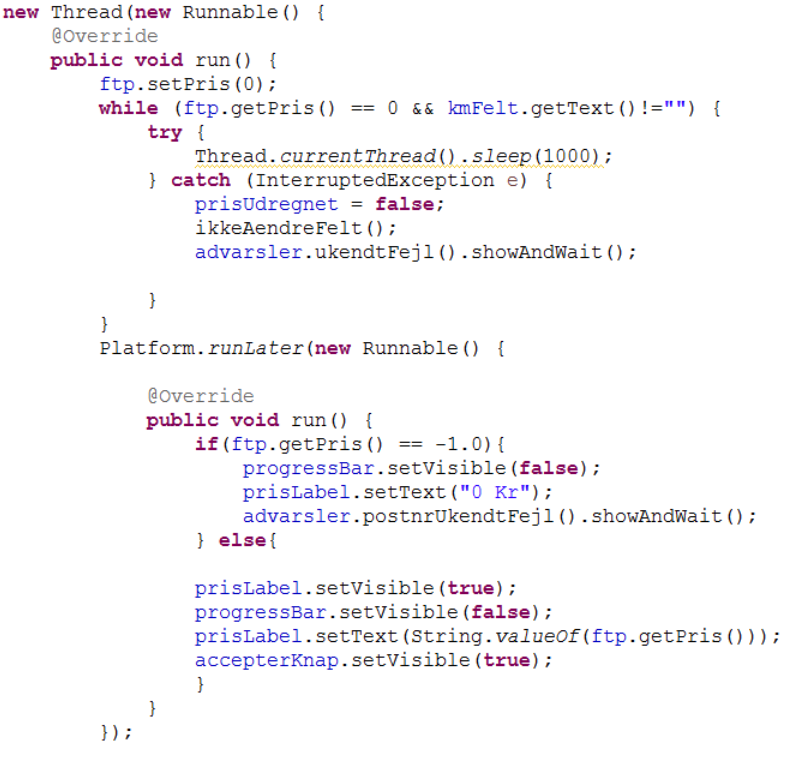 new Thread(new Runnable() {
    @Override
    public void run() {
        ftp.setPris(0);
        while (ftp.getPris() == 0 && kmFelt.getText()!="") {
            try {
                Thread.currentThread().sleep(1000);
            } catch (InterruptedException e) {
                prisUdregnet = false;
                ikkeAendreFelt();
                advarsler.ukendtFejl().showAndWait();

            }
        }
        Platform.runLater(new Runnable() {

            @Override
            public void run() {
                if(ftp.getPris() == -1.0){
                    progressBar.setVisible(false);
                    prisLabel.setText("0 Kr");
                    advarsler.postnrUkendtFejl().showAndWait();
                } else{

                prisLabel.setVisible(true);
                progressBar.setVisible(false);
                prisLabel.setText(String.valueOf(ftp.getPris()));
                accepterKnap.setVisible(true);
                }
            }
        });